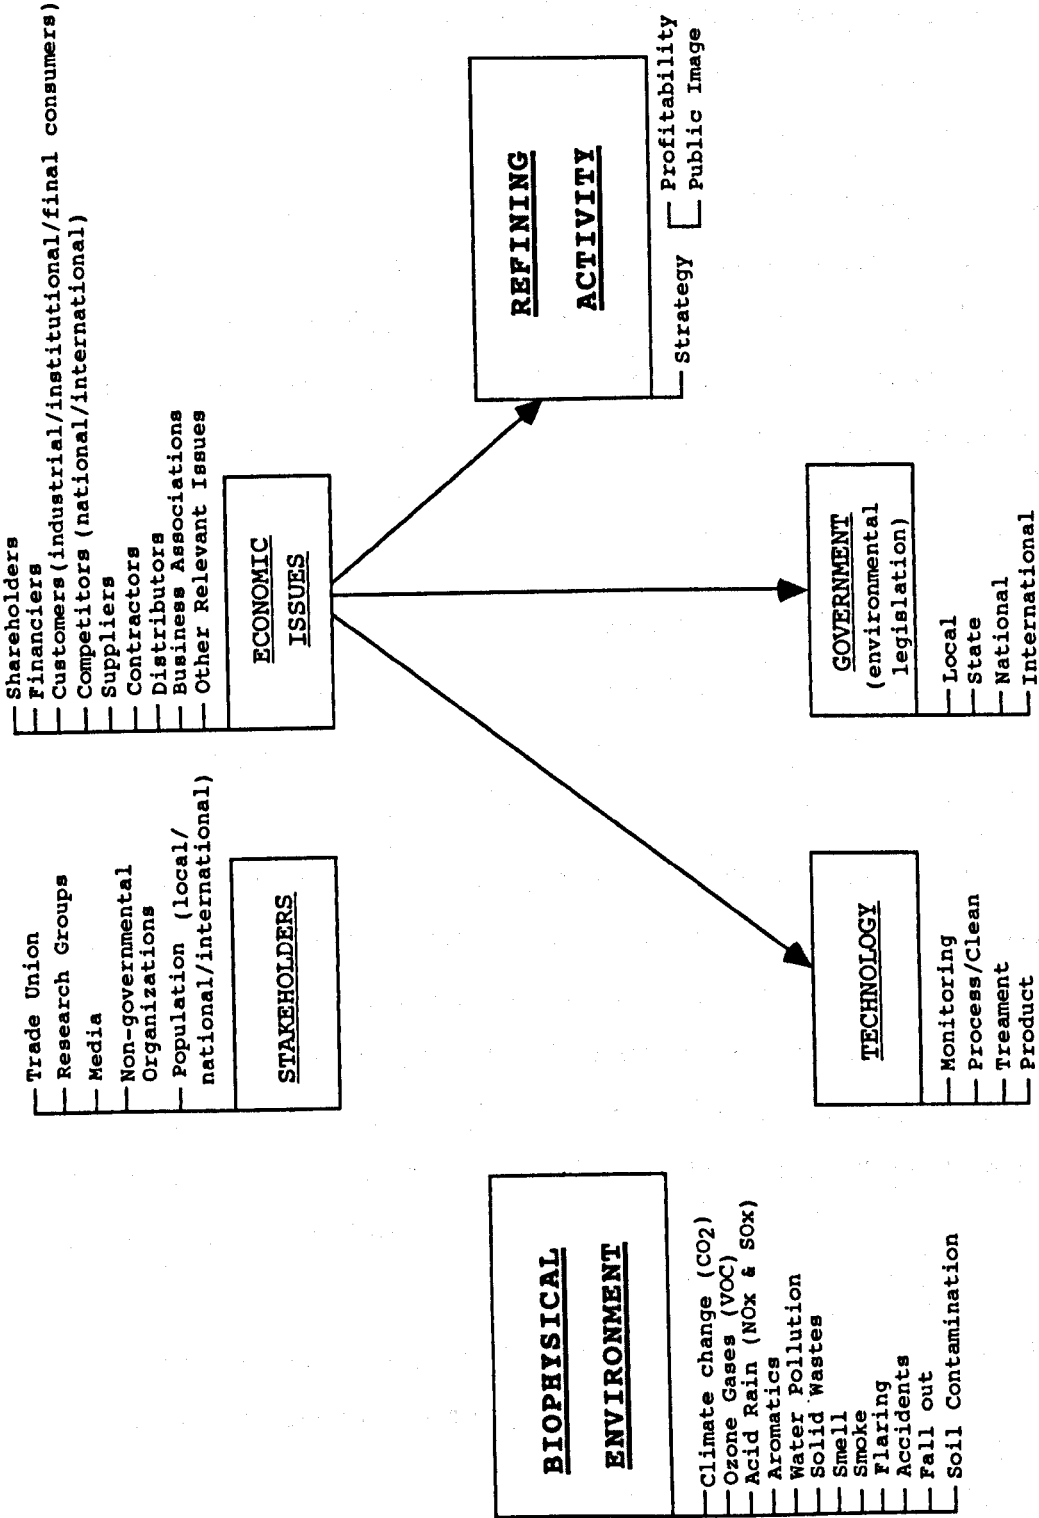 Trade Union
Research Groups
Media
Non-governmental
Organizations
Population (local/
national/international)
STAKEHOLDERS
Shareholders
Financiers
Customers(industrial/institutional/final consumers)
Competitors(national/international)
Suppliers
Contractors
Distributors
Business Associations
Other Relevant Issues
ECONOMIC
ISSUES
BIOPHYSICAL
ENVIRONMENT
Climate change (CO2)
Ozone Gases (VOC)
Acid Rain (NOx & SOx)
Aromatics
Water Pollution
Solid Wastes
Smell
Smoke
Flaring
Accidents
Fall out
Soil Contamination
REFINING
ACTIVITY
Strategy
Profitability
Public Image
TECHNOLOGY
Monitoring
Process/Clean
Treament
Product
GOVERNMENT
(environmental
legislation)
Local
State
National
International